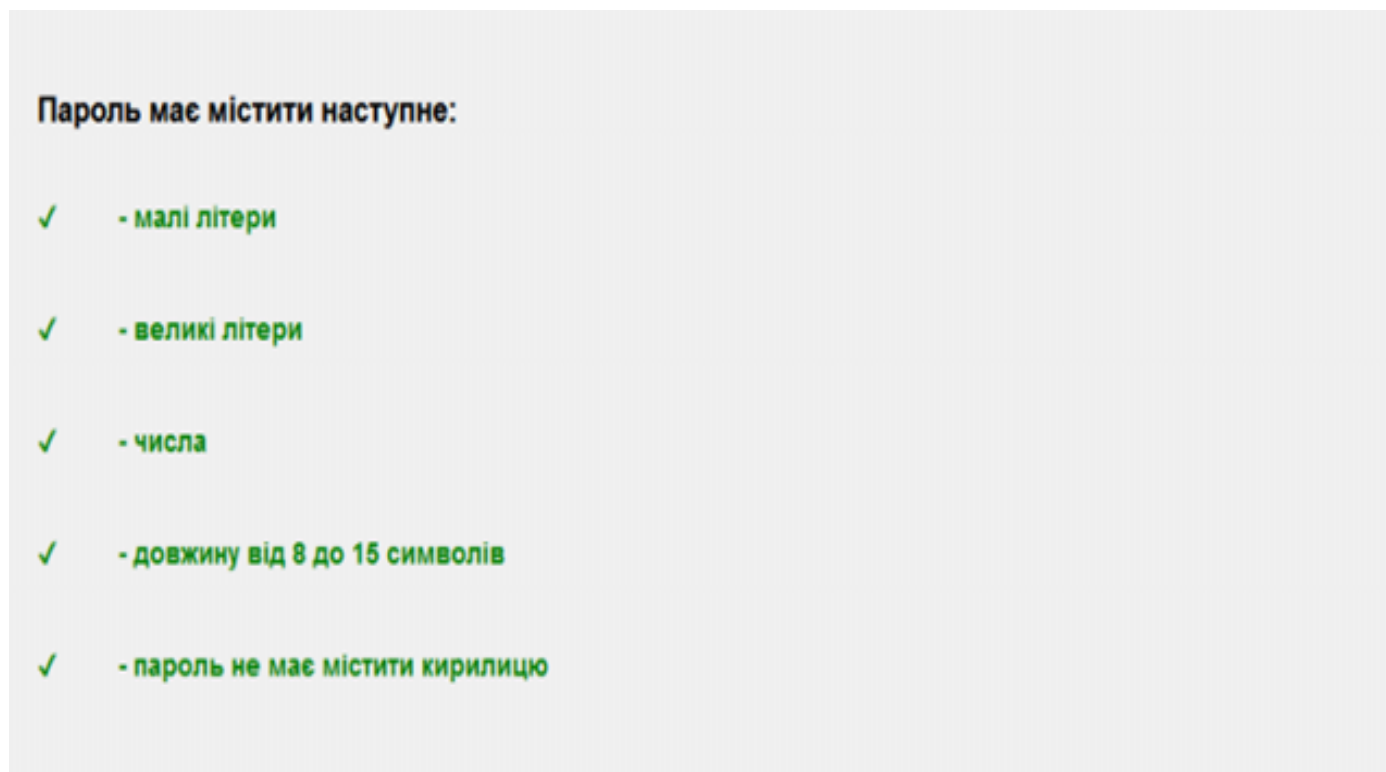 Пароль має містити наступне:
✓ - малі літери
✓ - великі літери
✓ - числа
✓ - довжину від 8 до 15 символів
✓ - пароль не має містити кирилицю